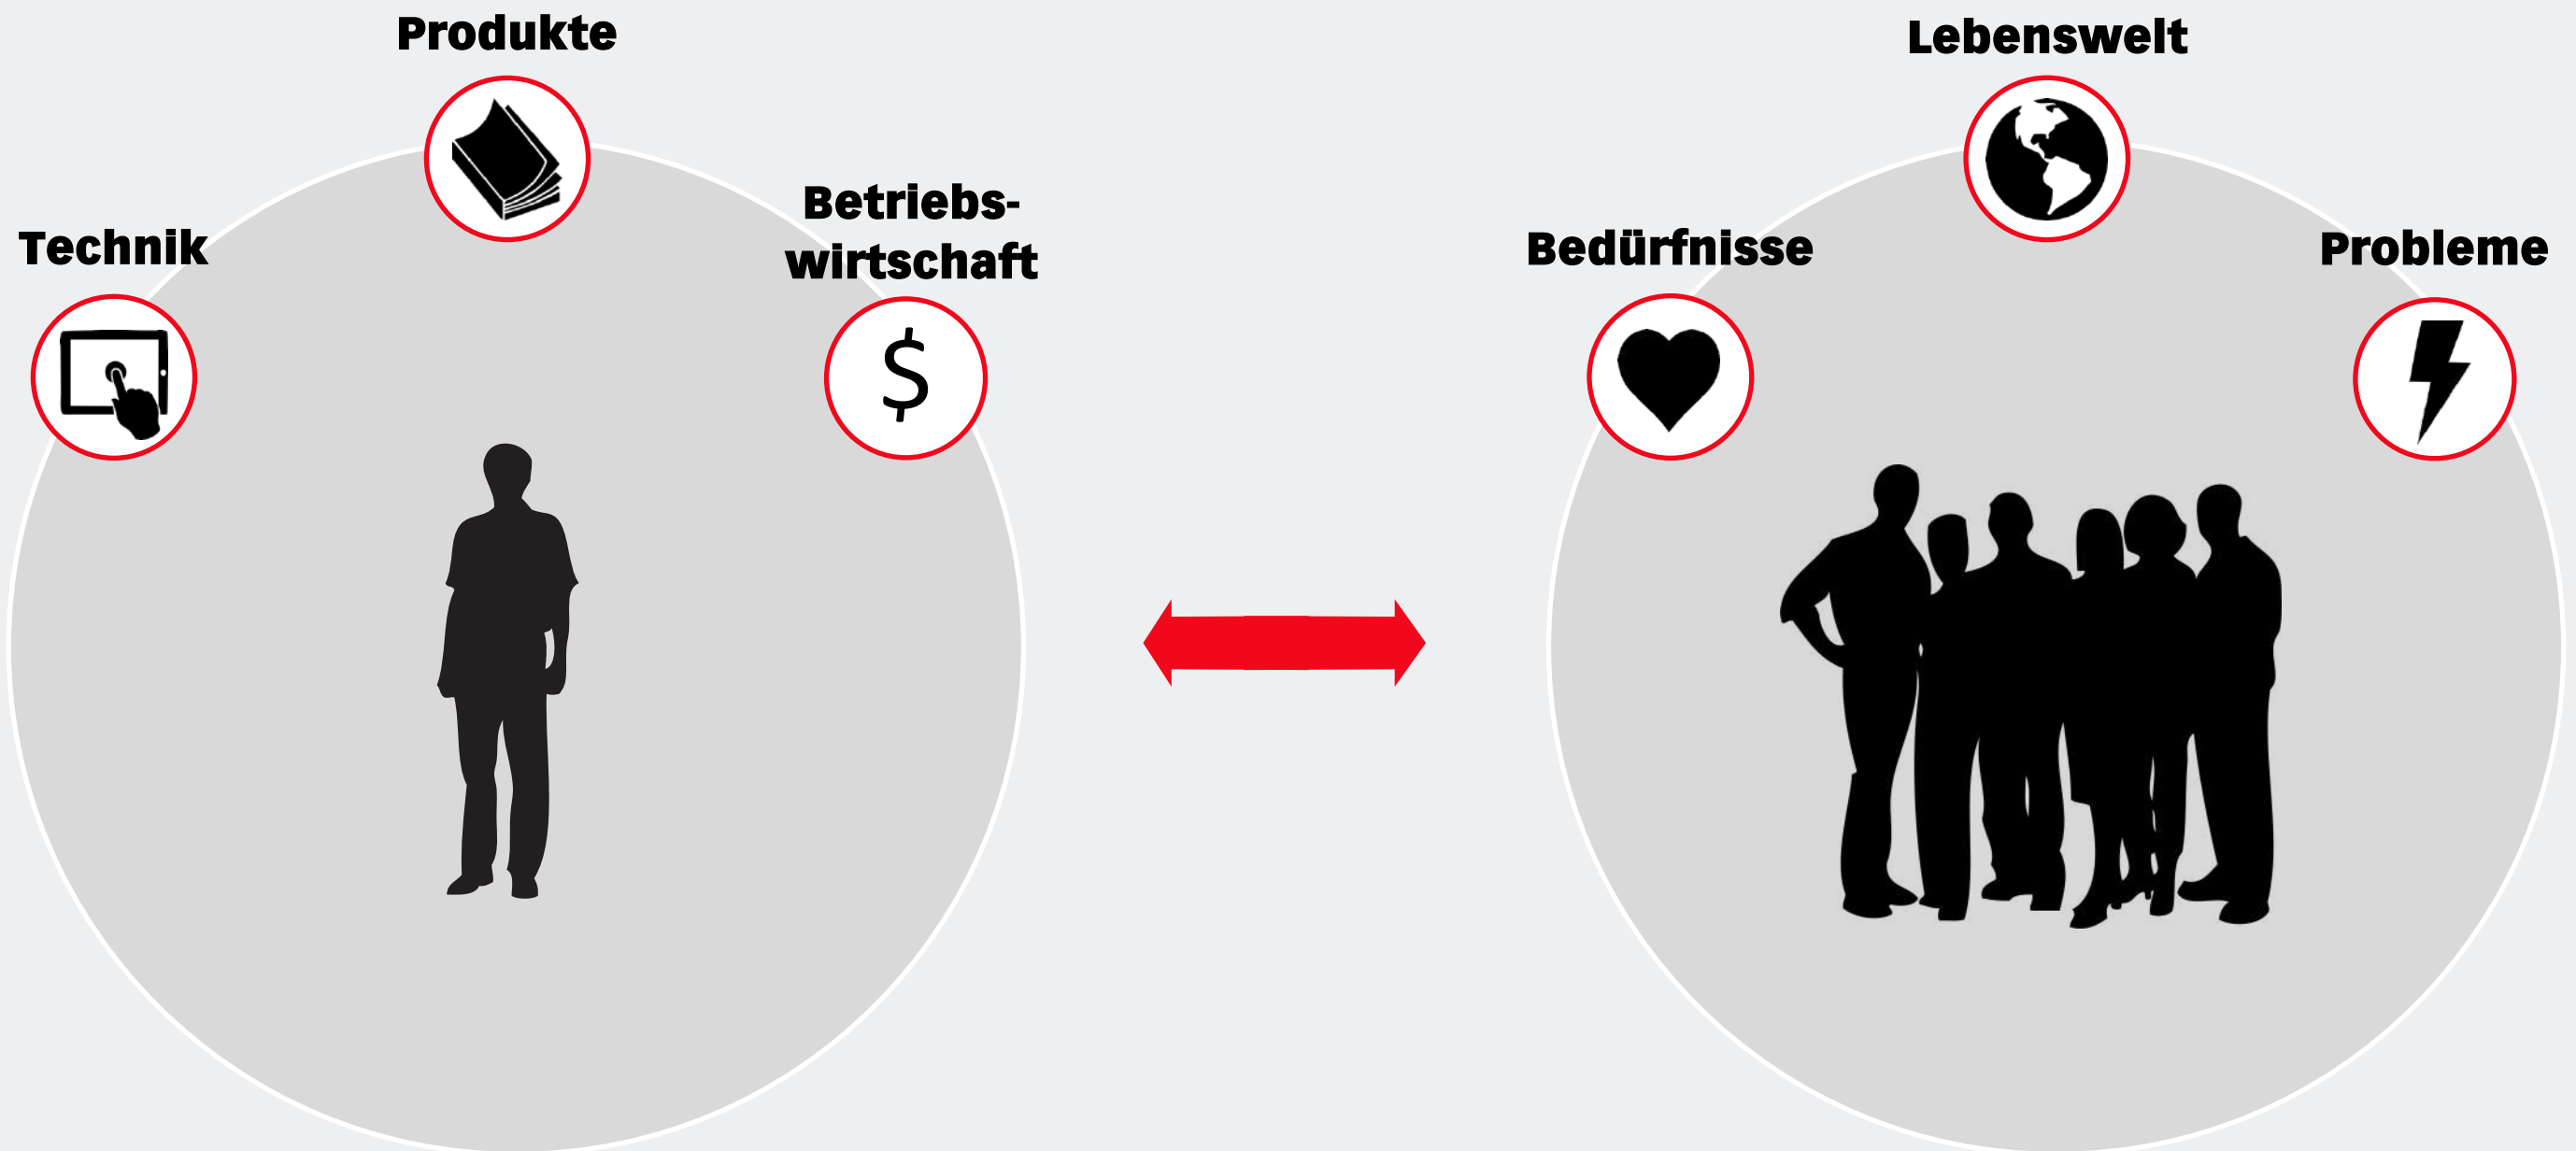 Produkte
Technik
Betriebs-
wirtschaft
$
Lebenswelt
Bedürfnisse
Probleme